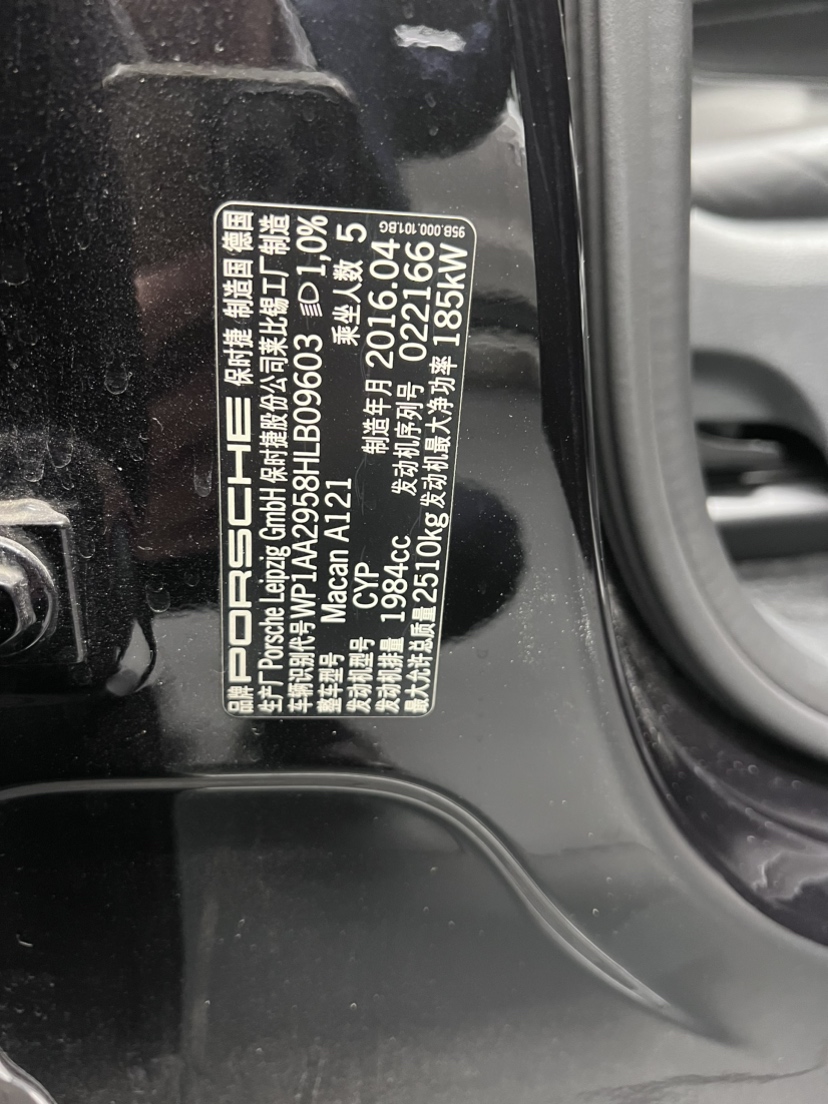 品牌 PORSCHE 保时捷 制造国 德国
生产厂 Porsche Leipzig GmbH 保时捷股份公司莱比锡工厂制造
车辆识别代号 WP1AA2958HLB09603 1,0%
整车型号 Macan A121 乘坐人数 5
发动机型号 CYP 制造年月 2016.04
发动机排量 1984cc 发动机序列号 022166
最大允许总质量 2510kg 发动机最大净功率 185kW
95B.000.101.BG